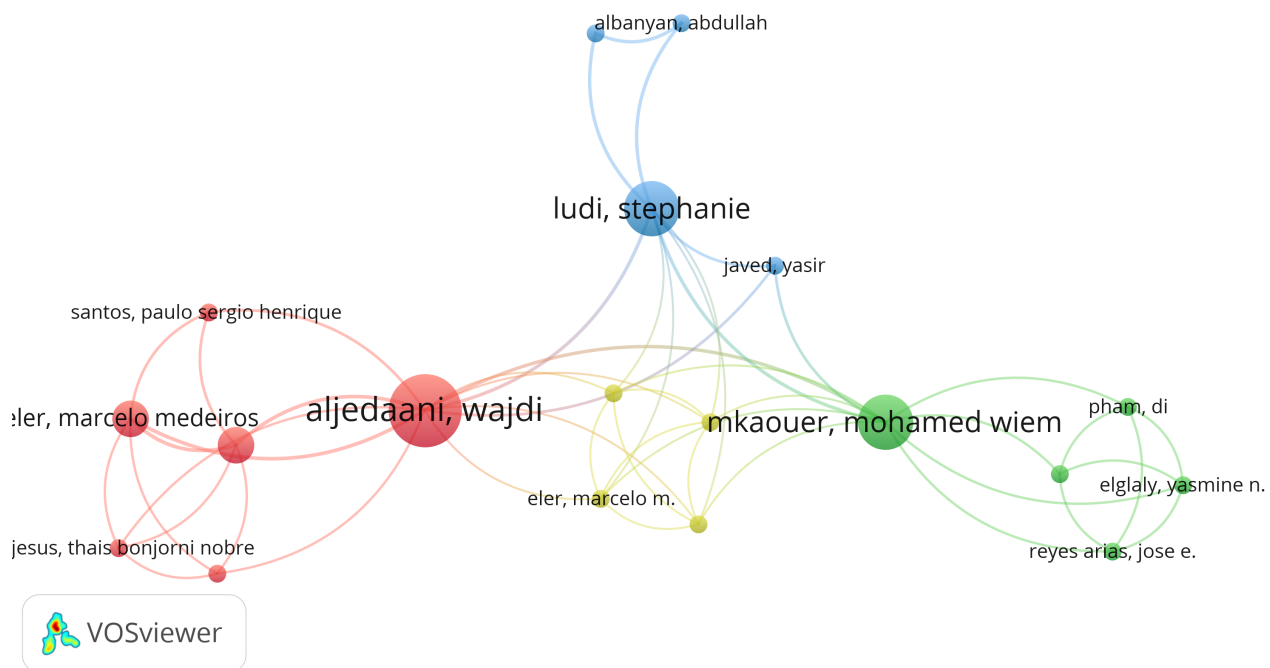 albanyan, abdullah
ludi, stephanie
javed, yasir
santos, paulo sergio henrique
eler, marcelo medeiros
aljedaani, wajdi
mkaouer, mohamed wiem
pham, di
elglaly, yasmine n.
eler, marcelo m.
jesus, thais bonjorni nobre
reyes arias, jose e.
VOSviewer